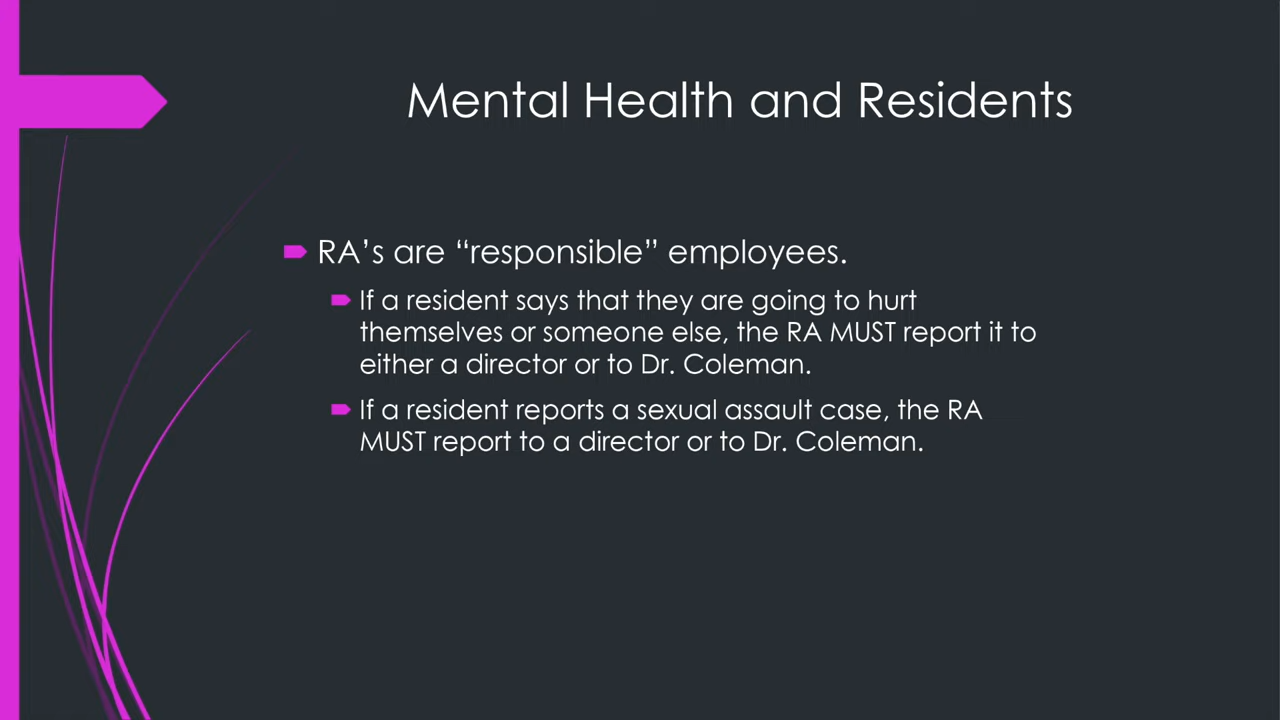 Mental Health and Residents
RA’s are “responsible” employees.
If a resident says that they are going to hurt
themselves or someone else, the RA MUST report it to
either a director or to Dr. Coleman.
If a resident reports a sexual assault case, the RA
MUST report to a director or to Dr. Coleman.